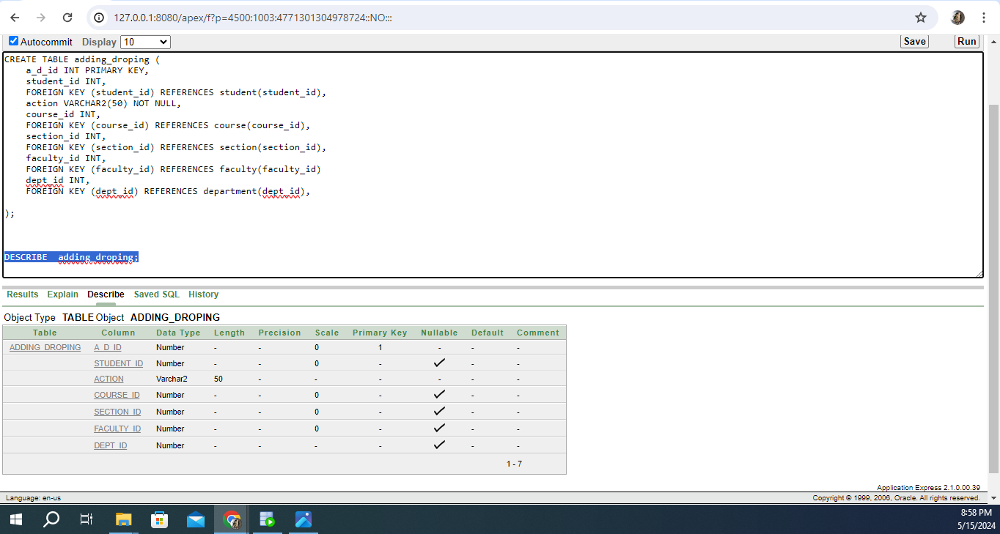 127.0.0.1:8080/apex/f?p=4500:1003:4771301304978724::NO:::
Autocommit Display 10 Save Run
CREATE TABLE adding_droping (
a_d_id INT PRIMARY KEY,
student_id INT,
FOREIGN KEY (student_id) REFERENCES student(student_id),
action VARCHAR2(50) NOT NULL,
course_id INT,
FOREIGN KEY (course_id) REFERENCES course(course_id),
section_id INT,
FOREIGN KEY (section_id) REFERENCES section(section_id),
faculty_id INT,
FOREIGN KEY (faculty_id) REFERENCES faculty(faculty_id)
dept_id INT,
FOREIGN KEY (dept_id) REFERENCES department(dept_id),
);
DESCRIBE  adding_droping;
Results Explain Describe Saved SQL History
Object Type TABLE Object ADDING_DROPING
Table Column Data Type Length Precision Scale Primary Key Nullable Default Comment
ADDING_DROPING A_D_ID Number - - 0 1 - - -
STUDENT_ID Number - - 0 - ✓ - -
ACTION Varchar2 50 - - - - - -
COURSE_ID Number - - 0 - ✓ - -
SECTION_ID Number - - 0 - ✓ - -
FACULTY_ID Number - - 0 - ✓ - -
DEPT_ID Number - - - - ✓ - -
1 - 7
Application Express 2.1.0.00.39
Language: en-us Copyright © 1999, 2006, Oracle. All rights reserved.
8:58 PM
5/15/2024